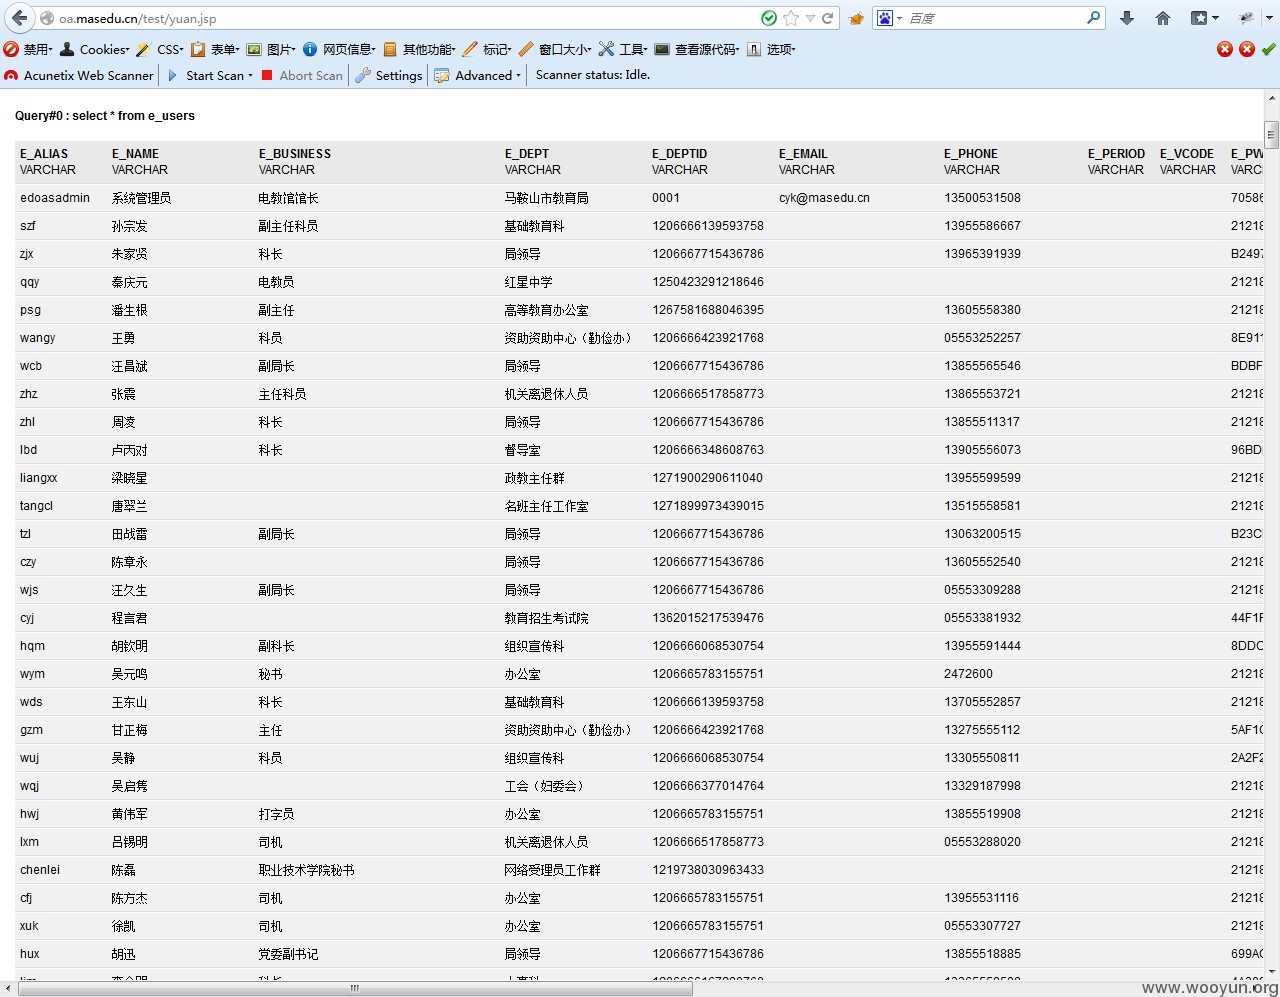 oa.masedu.cn/test/yuan.jsp 百度
禁用 Cookies CSS 表单 图片 网页信息 其他功能 标记 窗口大小 工具 查看源代码 选项
Acunetix Web Scanner Start Scan Abort Scan Settings Advanced Scanner status: Idle.
Query#0 : select * from e_users
E_ALIAS E_NAME E_BUSINESS E_DEPT E_DEPTID E_EMAIL E_PHONE E_PERIOD E_VCODE E_PW
VARCHAR VARCHAR VARCHAR VARCHAR VARCHAR VARCHAR VARCHAR VARCHAR VARCHAR VARCH
edoasadmin 系统管理员 电教馆馆长 马鞍山市教育局 0001 cyk@masedu.cn 13500531508 70586
szf 孙宗发 副主任科员 基础教育科 1206666139593758 13955586667 21218
zjx 朱家贤 科长 局领导 1206667715436786 13965391939 B2497
qqy 秦庆元 电教员 红星中学 1250423291218646 21218
psg 潘生根 副主任 高等教育办公室 1267581688046395 13605558380 21218
wangy 王勇 科员 资助资助中心（勤俭办） 1206666423921768 05553252257 8E911
wcb 汪昌斌 副局长 局领导 1206667715436786 13855565546 BDBF
zhz 张震 主任科员 机关离退休人员 1206666517858773 13865553721 21218
zhl 周凌 科长 局领导 1206667715436786 13855511317 21218
lbd 卢丙对 科长 督导室 1206666348608763 13905556073 96BD
liangxx 梁晓星 政教主任群 1271900290611040 13955599599 21218
tangcl 唐翠兰 名班主任工作室 1271899973439015 13515558581 21218
tzl 田战雷 副局长 局领导 1206667715436786 13063200515 B23C
czy 陈章永 局领导 1206667715436786 13605552540 21218
wjs 汪久生 副局长 局领导 1206667715436786 05553309288 21218
cyj 程言君 教育招生考试院 1362015217539476 05553381932 44F1F
hqm 胡钦明 副科长 组织宣传科 1206666068530754 13955591444 8DDC
wym 吴元鸣 秘书 办公室 1206665783155751 2472600 21218
wds 王东山 科长 基础教育科 1206666139593758 13705552857 21218
gzm 甘正梅 主任 资助资助中心（勤俭办） 1206666423921768 13275555112 5AF1C
wuj 吴静 科员 组织宣传科 1206666068530754 13305550811 2A2F2
wqj 吴启隽 工会（妇委会） 1206666377014764 13329187998 21218
hwj 黄伟军 打字员 办公室 1206665783155751 13855519908 21218
lxm 吕锡明 司机 机关离退休人员 1206666517858773 05553288020 21218
chenlei 陈磊 职业技术学院秘书 网络受理员工作群 1219738030963433 21218
cfj 陈方杰 司机 办公室 1206665783155751 13955531116 21218
xuk 徐凯 司机 办公室 1206665783155751 05553307727 21218
hux 胡迅 党委副书记 局领导 1206667715436786 13855518885 699AC
www.wooyun.org